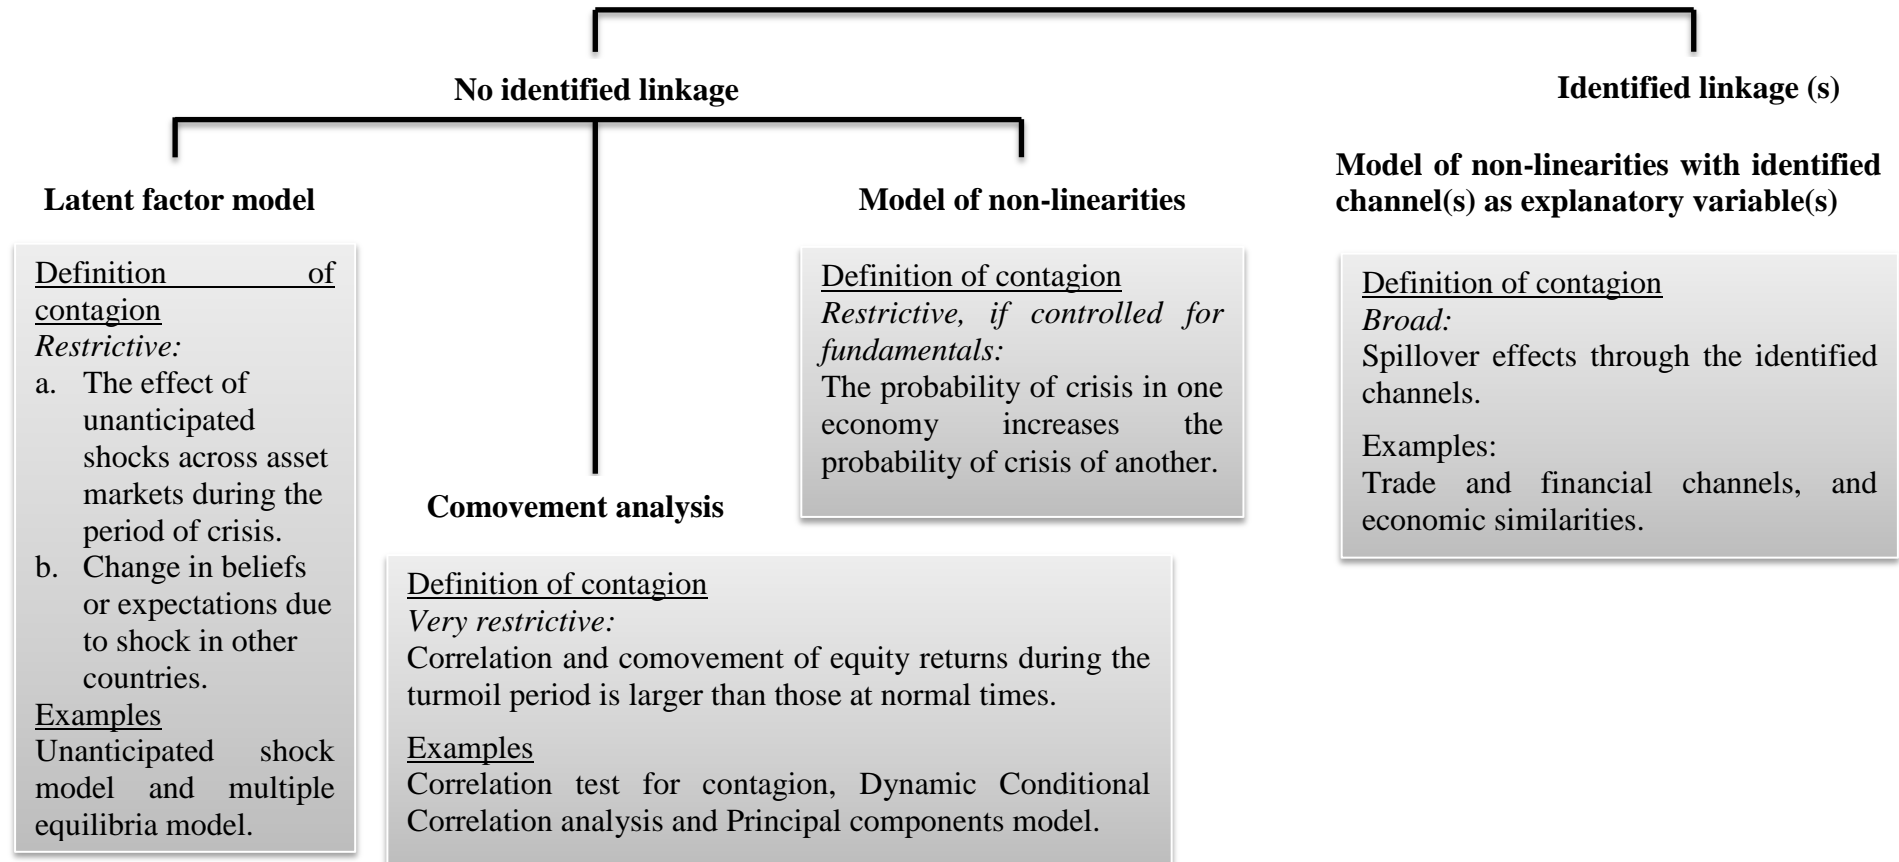 No identified linkage
Identified linkage (s)
Latent factor model
Definition of
contagion
Restrictive:
a. The effect of
unanticipated
shocks across asset
markets during the
period of crisis.
b. Change in beliefs
or expectations due
to shock in other
countries.
Examples
Unanticipated shock
model and multiple
equilibria model.
Comovement analysis
Definition of contagion
Very restrictive:
Correlation and comovement of equity returns during the
turmoil period is larger than those at normal times.
Examples
Correlation test for contagion, Dynamic Conditional
Correlation analysis and Principal components model.
Model of non-linearities
Definition of contagion
Restrictive, if controlled for
fundamentals:
The probability of crisis in one
economy increases the
probability of crisis of another.
Model of non-linearities with identified
channel(s) as explanatory variable(s)
Definition of contagion
Broad:
Spillover effects through the identified
channels.
Examples:
Trade and financial channels, and
economic similarities.